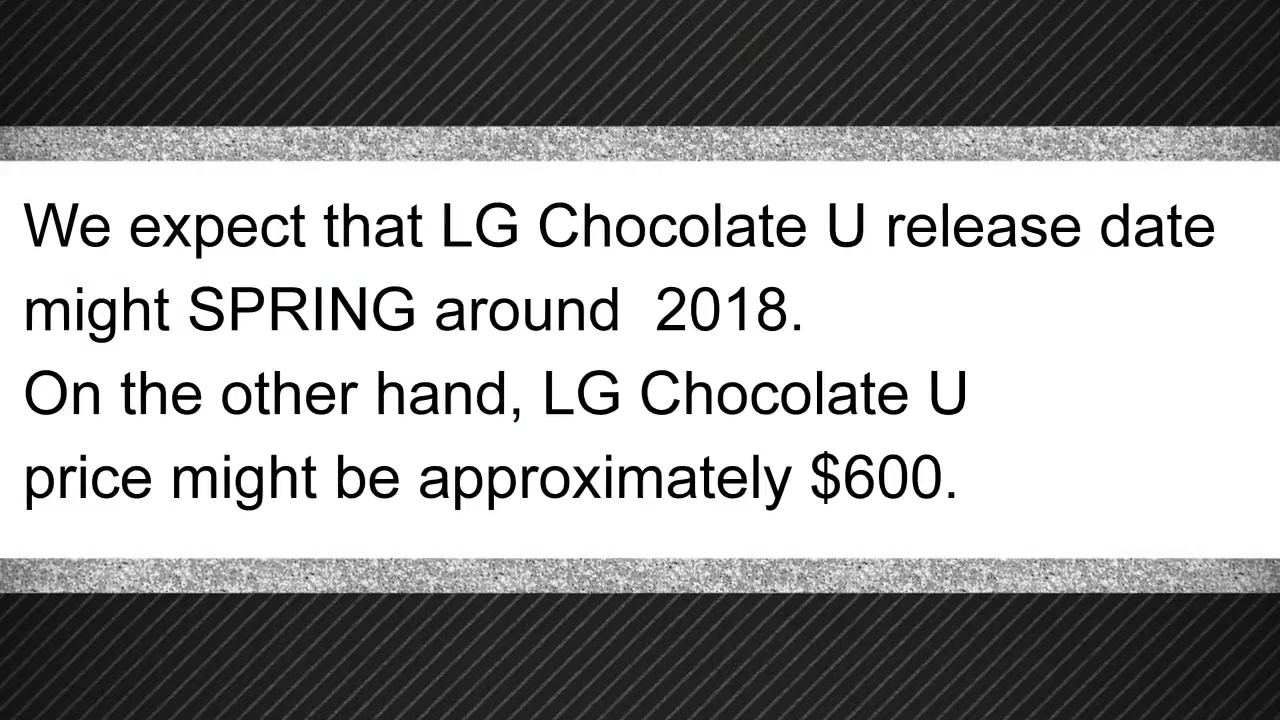 We expect that LG Chocolate U release date
might SPRING around  2018.
On the other hand, LG Chocolate U
price might be approximately $600.